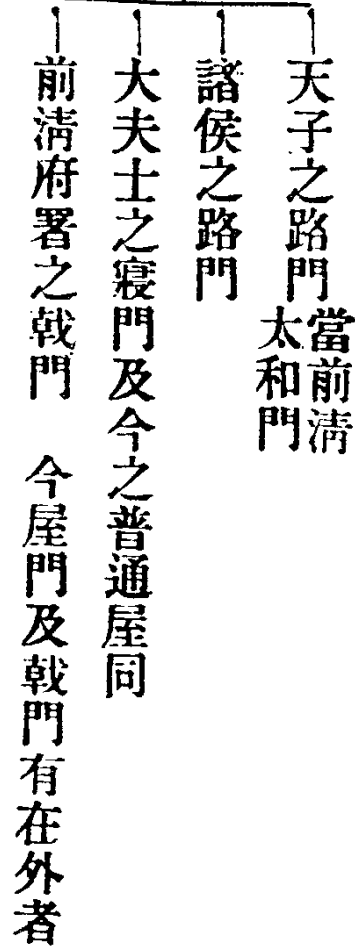 天子之路門當前淸
太和門
諸侯之路門
大夫士之寢門及今之普通屋同
前淸府署之戟門　今屋門及戟門有在外者